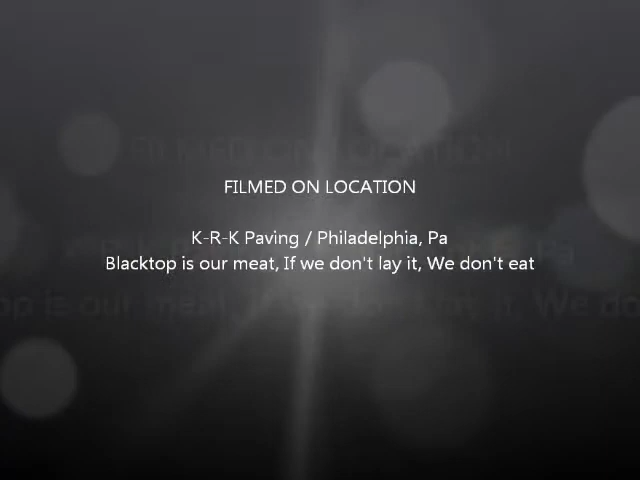 FILMED ON LOCATION
K-R-K Paving / Philadelphia, Pa
Blacktop is our meat, If we don't lay it, We don't eat